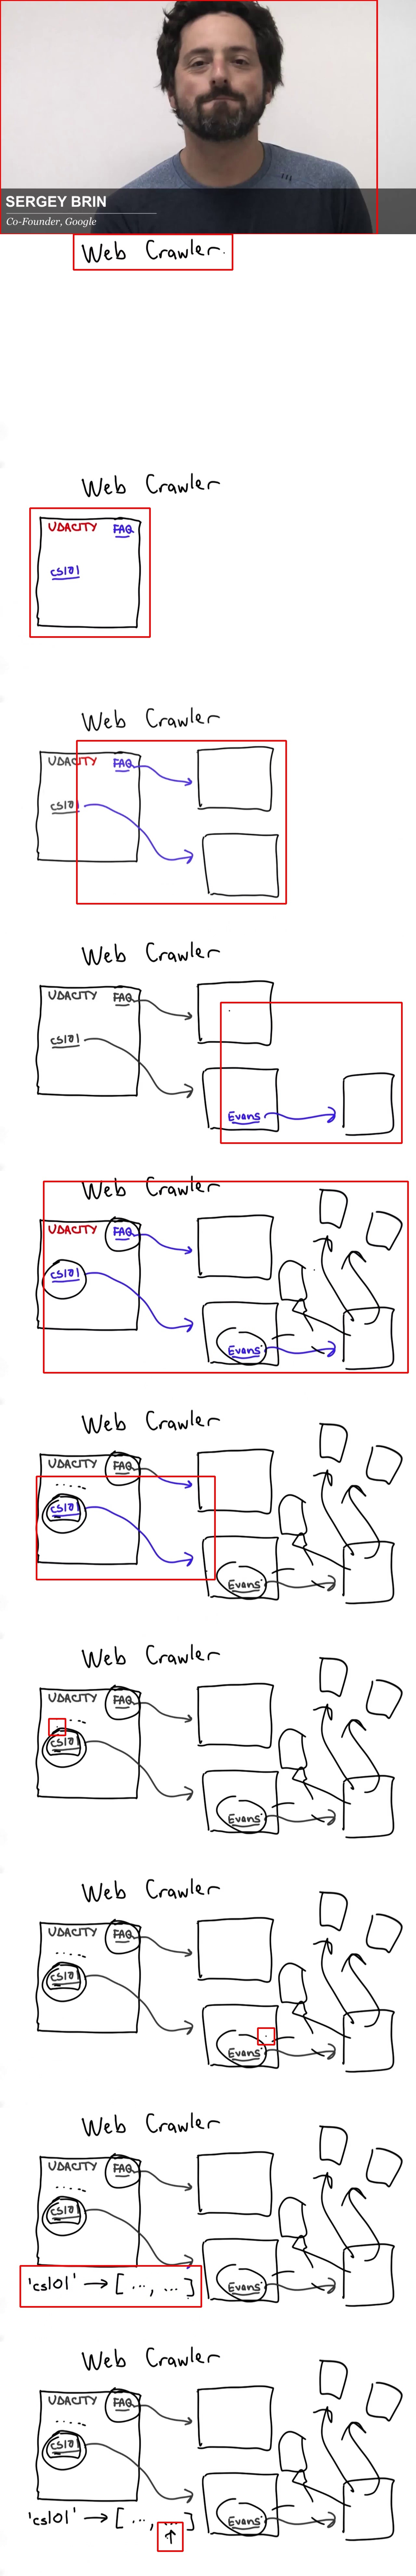 SERGEY BRIN
Co-Founder, Google
Web Crawler
Web Crawler
UDACITY FAQ
cs101
Web Crawler
UDACITY FAQ
cs101
Web Crawler
UDACITY FAQ
cs101
Evans
Web Crawler
UDACITY FAQ
cs101
Evans
Web Crawler
UDACITY FAQ
....
cs101
Evans
Web Crawler
UDACITY FAQ
....
cs101
Evans
Web Crawler
UDACITY FAQ
....
cs101
Evans
Web Crawler
UDACITY FAQ
....
cs101
Evans
'cs101' → [ ..., ... ]
Web Crawler
UDACITY FAQ
....
cs101
Evans
'cs101' → [ ..., ... ]